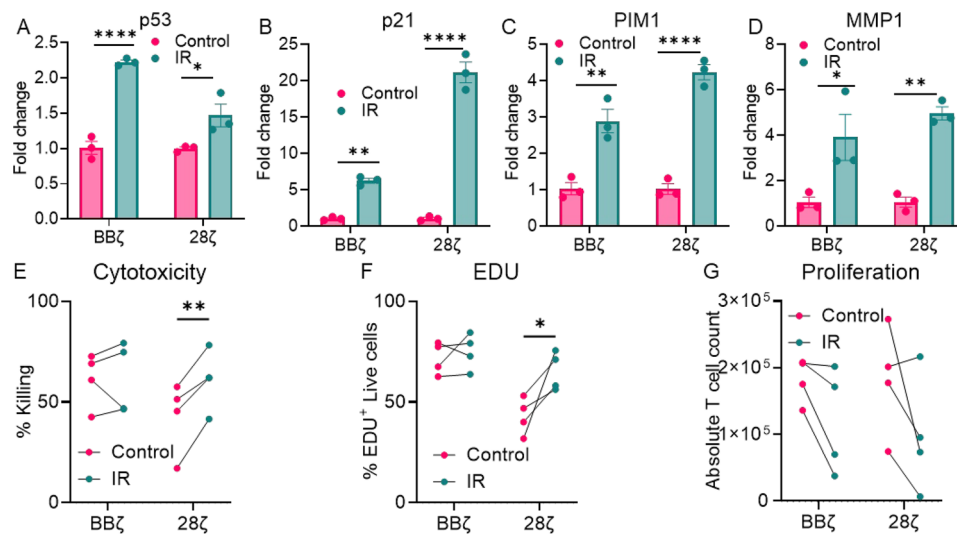 A
p53
Fold change
2.5
2.0
1.5
1.0
0.5
0.0
****
*
Control
IR
BBζ
28ζ
B
p21
Fold change
25
20
15
10
5
0
**
****
Control
IR
BBζ
28ζ
C
PIM1
Fold change
5
4
3
2
1
0
**
****
Control
IR
BBζ
28ζ
D
MMP1
Fold change
8
6
4
2
0
*
**
Control
IR
BBζ
28ζ
E
Cytotoxicity
% Killing
100
50
0
**
Control
IR
BBζ
28ζ
F
EDU
% EDU⁺ Live cells
100
50
0
*
Control
IR
BBζ
28ζ
G
Proliferation
Absolute T cell count
3×10⁵
2×10⁵
1×10⁵
0
Control
IR
BBζ
28ζ